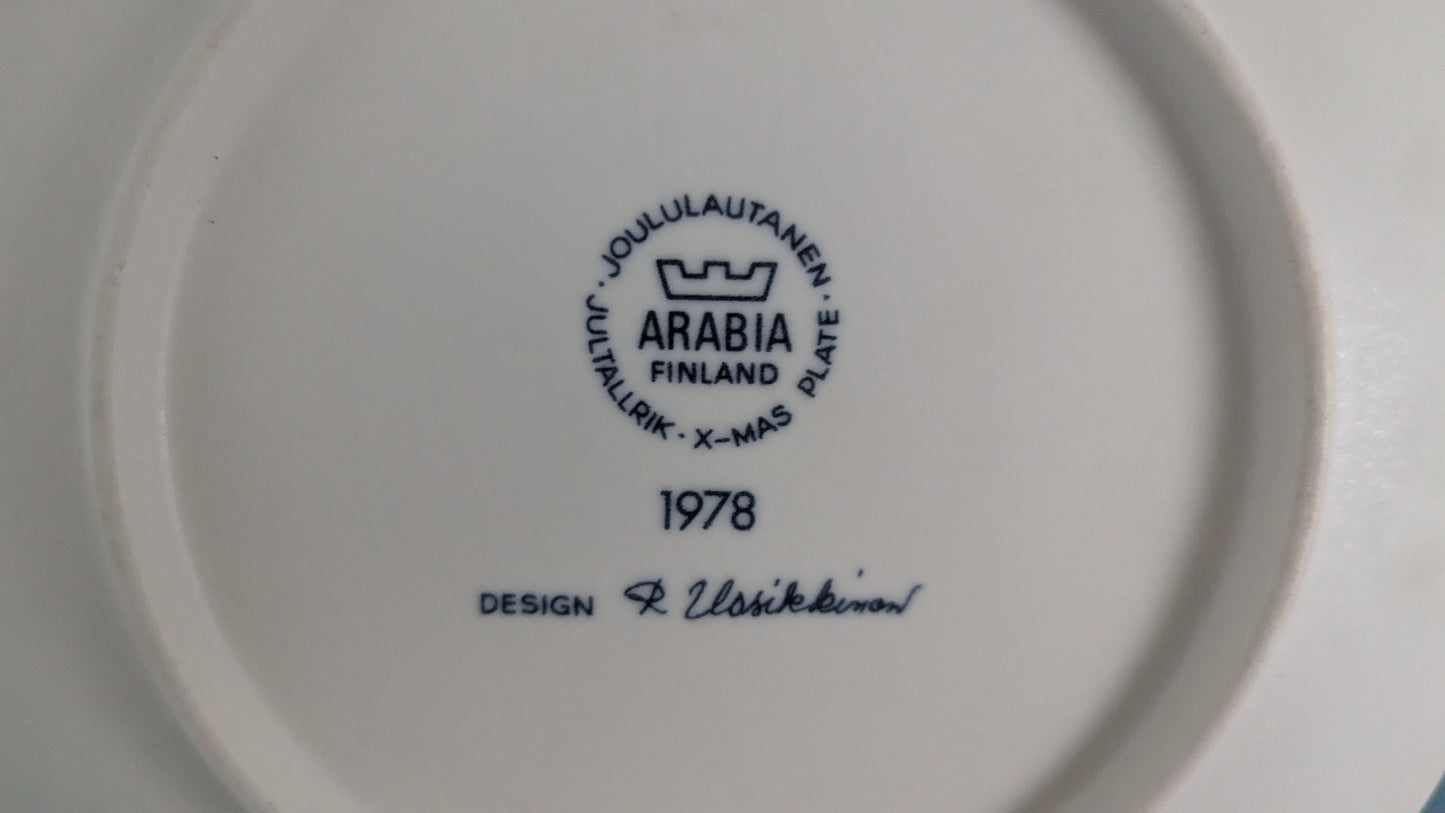 · JOULULAUTANEN · X-MAS PLATE · JULTALLRIK
ARABIA
FINLAND
1978
DESIGN R Uosikkinen